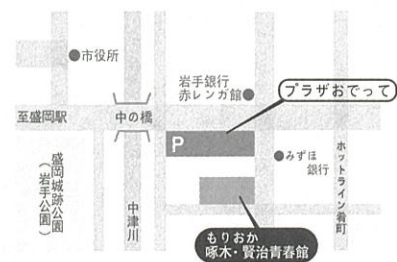 ●市役所
岩手銀行
赤レンガ館●
プラザおでって
至盛岡駅
中の橋
P
●みずほ
銀行
盛岡城跡公園
（岩手公園）
中津川
ホットライン肴町
もりおか
啄木・賢治青春館